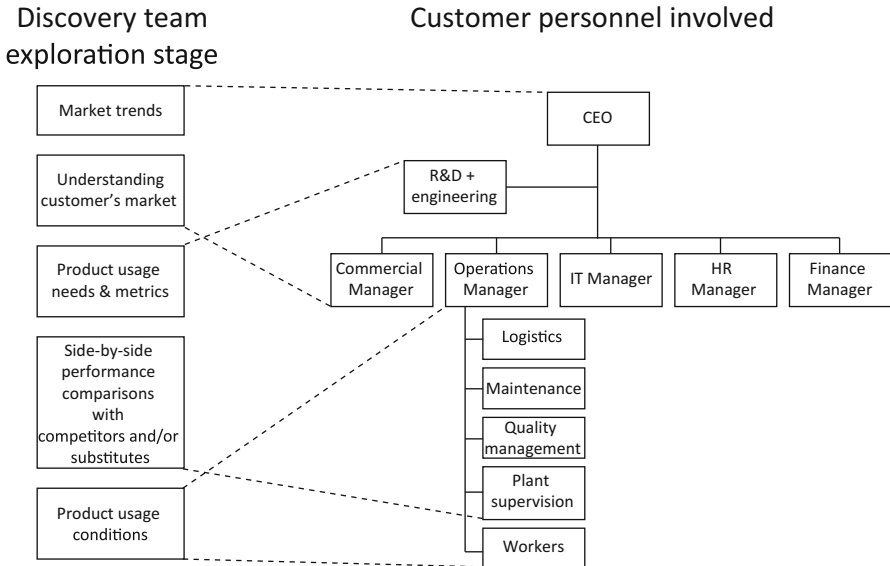 Discovery team
exploration stage
Customer personnel involved
Market trends
Understanding
customer's market
Product usage
needs & metrics
Side-by-side
performance
comparisons
with
competitors and/or
substitutes
Product usage
conditions
CEO
R&D +
engineering
Commercial
Manager
Operations
Manager
IT Manager
HR
Manager
Finance
Manager
Logistics
Maintenance
Quality
management
Plant
supervision
Workers